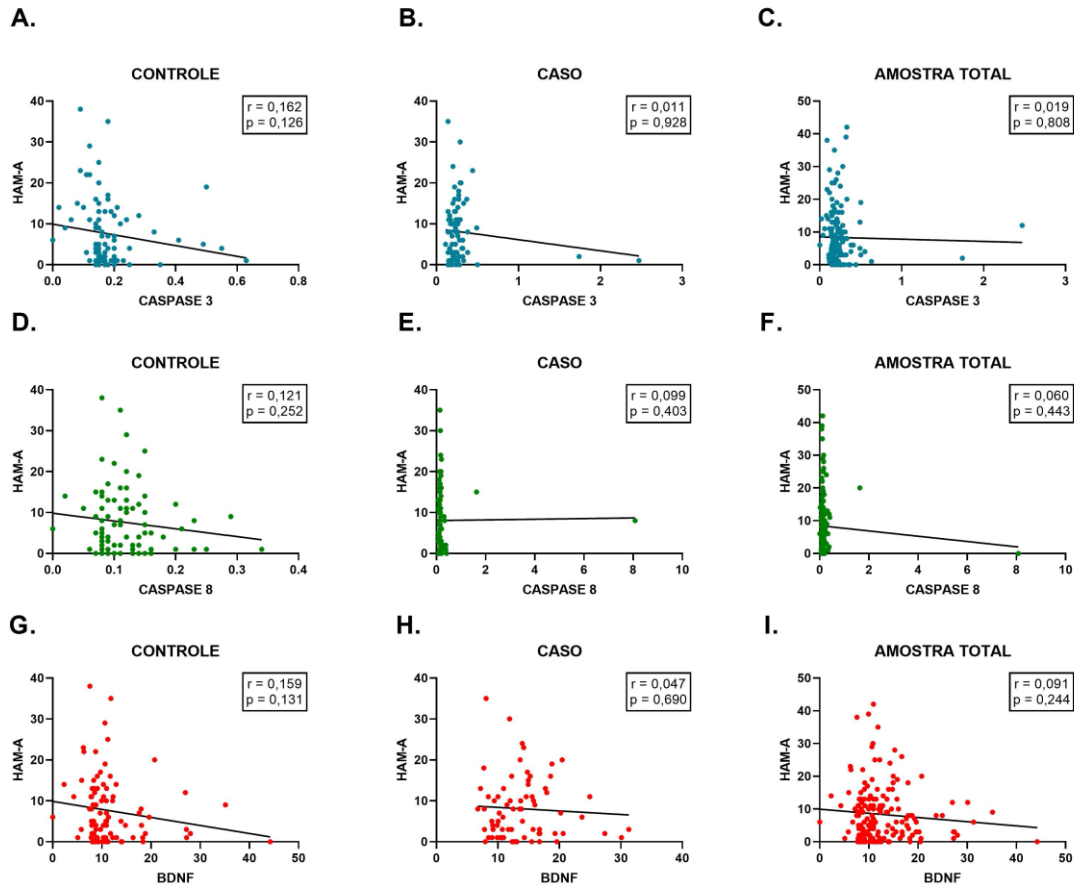 A.
CONTROLE
r = 0,162
p = 0,126
HAM-A
40
30
20
10
0
0.0 0.2 0.4 0.6 0.8
CASPASE 3
B.
CASO
r = 0,011
p = 0,928
HAM-A
40
30
20
10
0
0 1 2 3
CASPASE 3
C.
AMOSTRA TOTAL
r = 0,019
p = 0,808
HAM-A
50
40
30
20
10
0
0 1 2 3
CASPASE 3
D.
CONTROLE
r = 0,121
p = 0,252
HAM-A
40
30
20
10
0
0.0 0.1 0.2 0.3 0.4
CASPASE 8
E.
CASO
r = 0,099
p = 0,403
HAM-A
40
30
20
10
0
0 2 4 6 8 10
CASPASE 8
F.
AMOSTRA TOTAL
r = 0,060
p = 0,443
HAM-A
50
40
30
20
10
0
0 2 4 6 8 10
CASPASE 8
G.
CONTROLE
r = 0,159
p = 0,131
HAM-A
40
30
20
10
0
0 10 20 30 40 50
BDNF
H.
CASO
r = 0,047
p = 0,690
HAM-A
40
30
20
10
0
0 10 20 30 40
BDNF
I.
AMOSTRA TOTAL
r = 0,091
p = 0,244
HAM-A
50
40
30
20
10
0
0 10 20 30 40 50
BDNF